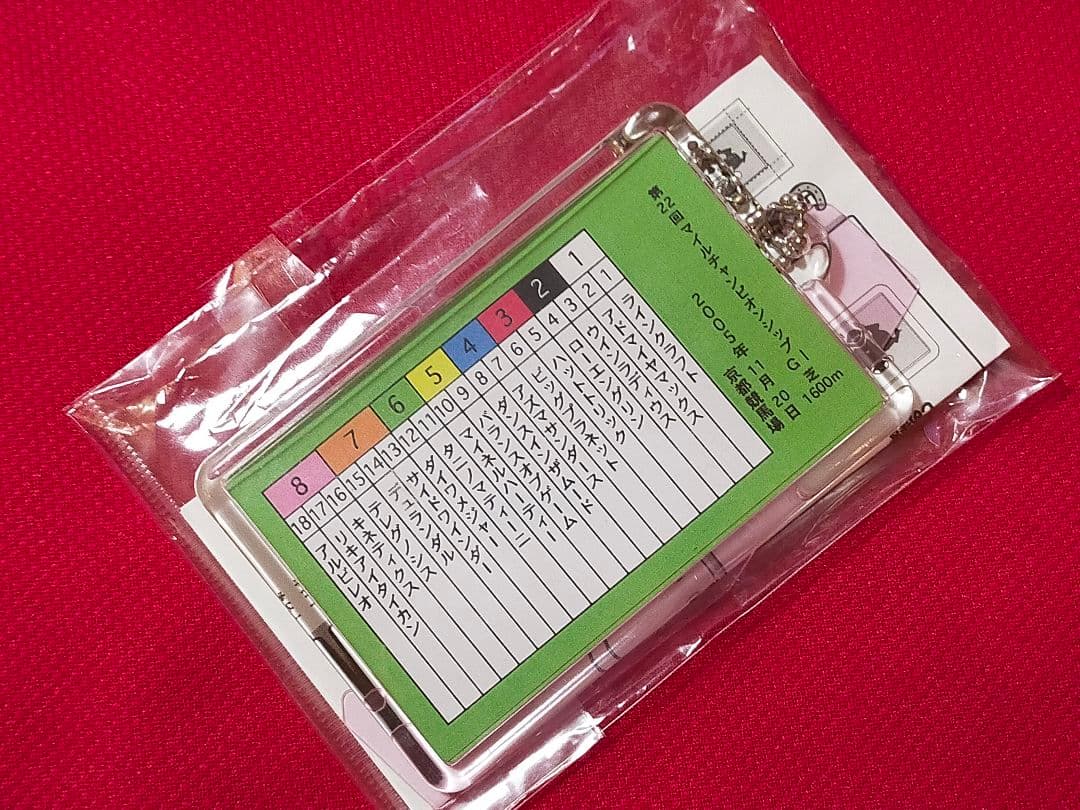 第22回マイルチャンピオンシップ GⅠ 芝1600m
2005年11月20日
京都競馬場
1 2 3 4 5 6 7 8
1 2 3 4 5 6 7 8 9 10 11 12 13 14 15 16 17 18
ラインクラフト
アドマイヤマックス
ウインラディウス
ローエングリン
ハットトリック
ビッグプラネット
アズマサンダース
ダンスインザムード
バランスオブゲーム
マイネルハーティー
タニノマティーニ
ダイワメジャー
サイドワインダー
デュランダル
テレグノシス
キネティクス
リキアイタイカン
アルビレオ